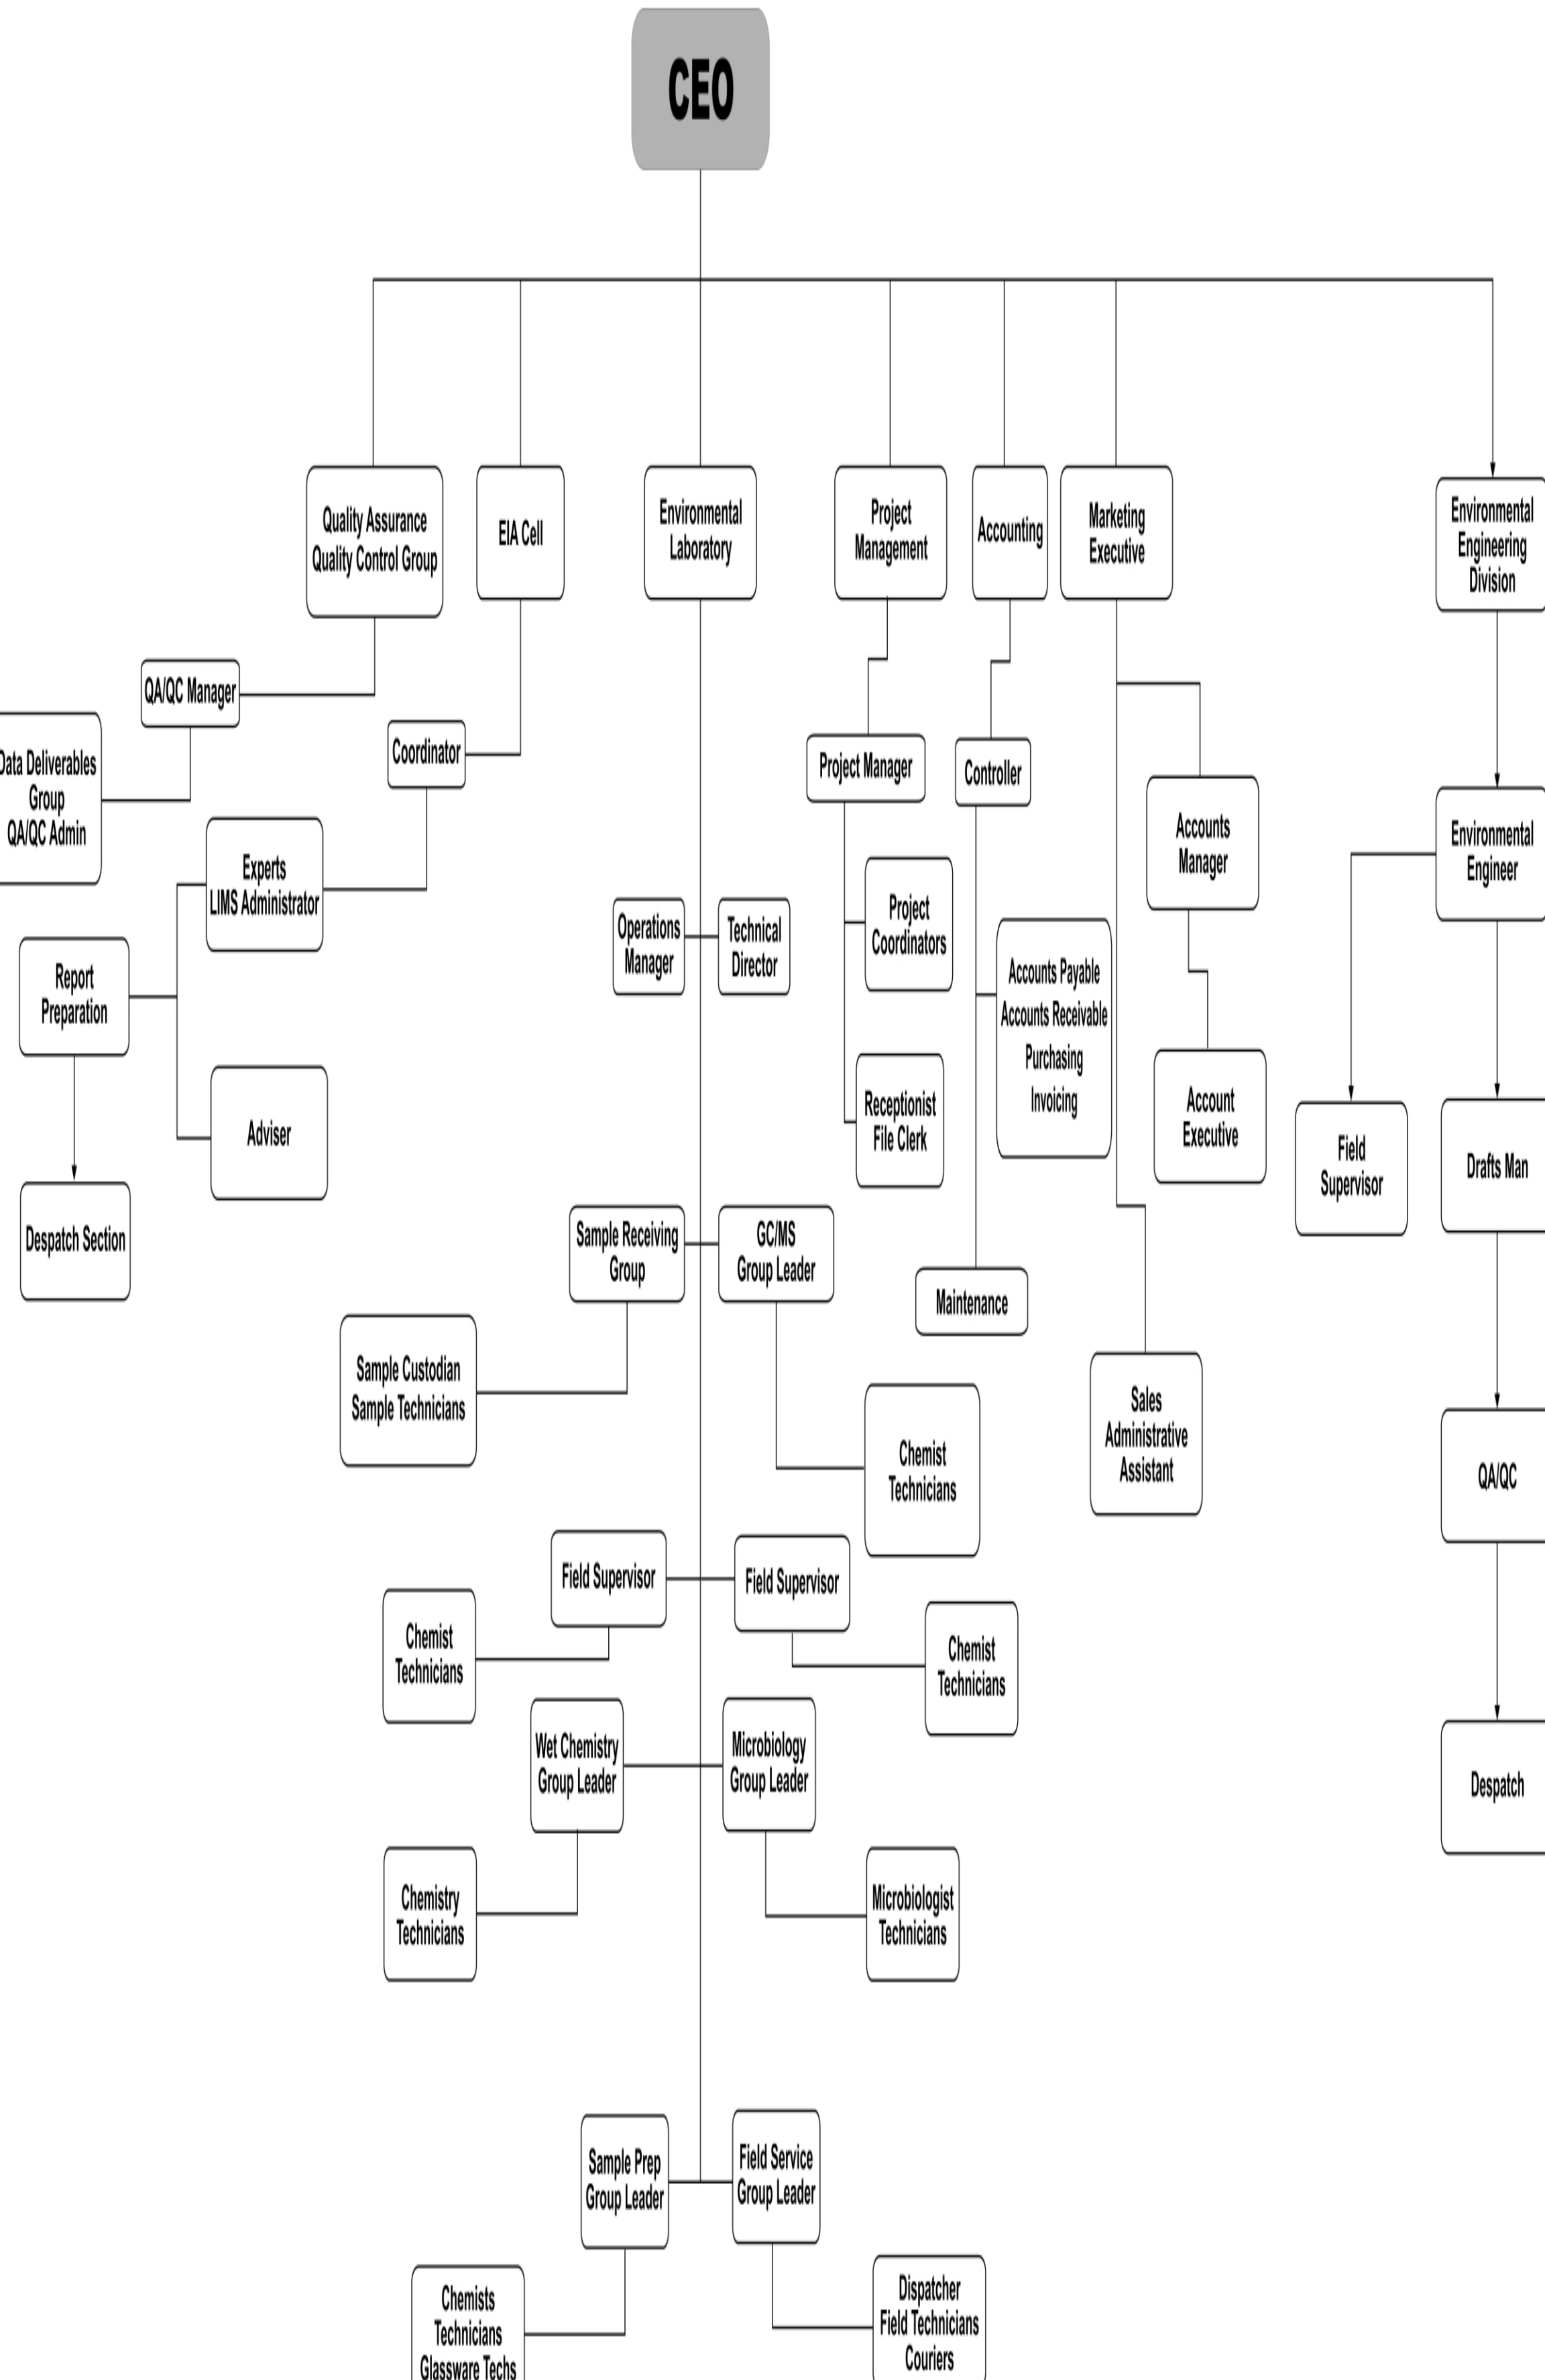 CEO
Quality Assurance
Quality Control Group
EIA Cell
Environmental
Laboratory
Project
Management
Accounting
Marketing
Executive
Environmental
Engineering
Division
QA/QC Manager
Data Deliverables
Group
QA/QC Admin
Coordinator
Experts
LIMS Administrator
Report
Preparation
Adviser
Despatch Section
Operations
Manager
Technical
Director
Project Manager
Project
Coordinators
Receptionist
File Clerk
Controller
Accounts Payable
Accounts Receivable
Purchasing
Invoicing
Maintenance
Accounts
Manager
Account
Executive
Sales
Administrative
Assistant
Environmental
Engineer
Field
Supervisor
Drafts Man
QA/QC
Despatch
Sample Receiving
Group
GC/MS
Group Leader
Sample Custodian
Sample Technicians
Chemist
Technicians
Field Supervisor
Field Supervisor
Chemist
Technicians
Chemist
Technicians
Wet Chemistry
Group Leader
Microbiology
Group Leader
Chemistry
Technicians
Microbiologist
Technicians
Sample Prep
Group Leader
Field Service
Group Leader
Chemists
Technicians
Glassware Techs
Dispatcher
Field Technicians
Couriers